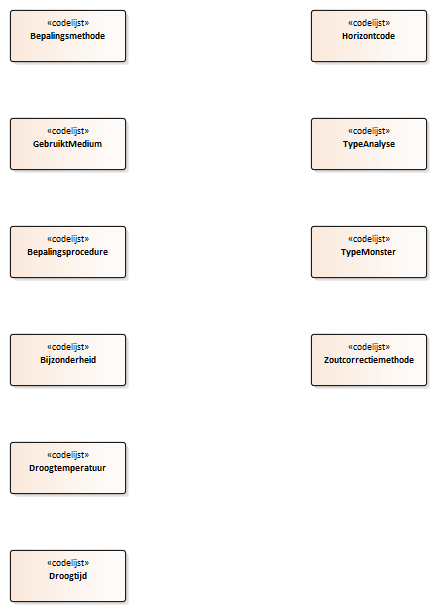 «codelijst»
Bepalingsmethode
«codelijst»
Horizontcode
«codelijst»
GebruiktMedium
«codelijst»
TypeAnalyse
«codelijst»
Bepalingsprocedure
«codelijst»
TypeMonster
«codelijst»
Bijzonderheid
«codelijst»
Zoutcorrectiemethode
«codelijst»
Droogtemperatuur
«codelijst»
Droogtijd